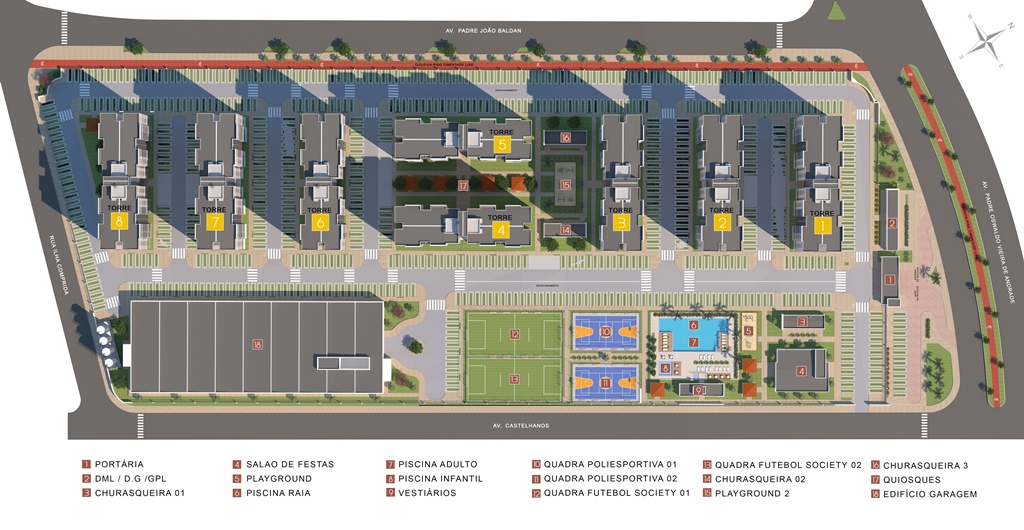 AV. PADRE JOÃO BALDAN
N
CICLOVIA PISO CIMENTADO LISO
16
TORRE
5
TORRE
8
TORRE
7
TORRE
6
17
15
TORRE
4
14
TORRE
3
TORRE
2
TORRE
1
2
AV. PADRE OSWALDO VIEIRA DE ANDRADE
RUA ILHA COMPRIDA
1
18
12
13
10
11
6
7
8
9
5
3
4
AV. CASTELHANOS
1 PORTÁRIA
2 DML / D.G /GPL
3 CHURASQUEIRA 01
4 SALAO DE FESTAS
5 PLAYGROUND
6 PISCINA RAIA
7 PISCINA ADULTO
8 PISCINA INFANTIL
9 VESTIÁRIOS
10 QUADRA POLIESPORTIVA 01
11 QUADRA POLIESPORTIVA 02
12 QUADRA FUTEBOL SOCIETY 01
13 QUADRA FUTEBOL SOCIETY 02
14 CHURASQUEIRA 02
15 PLAYGROUND 2
16 CHURASQUEIRA 3
17 QUIOSQUES
18 EDIFÍCIO GARAGEM